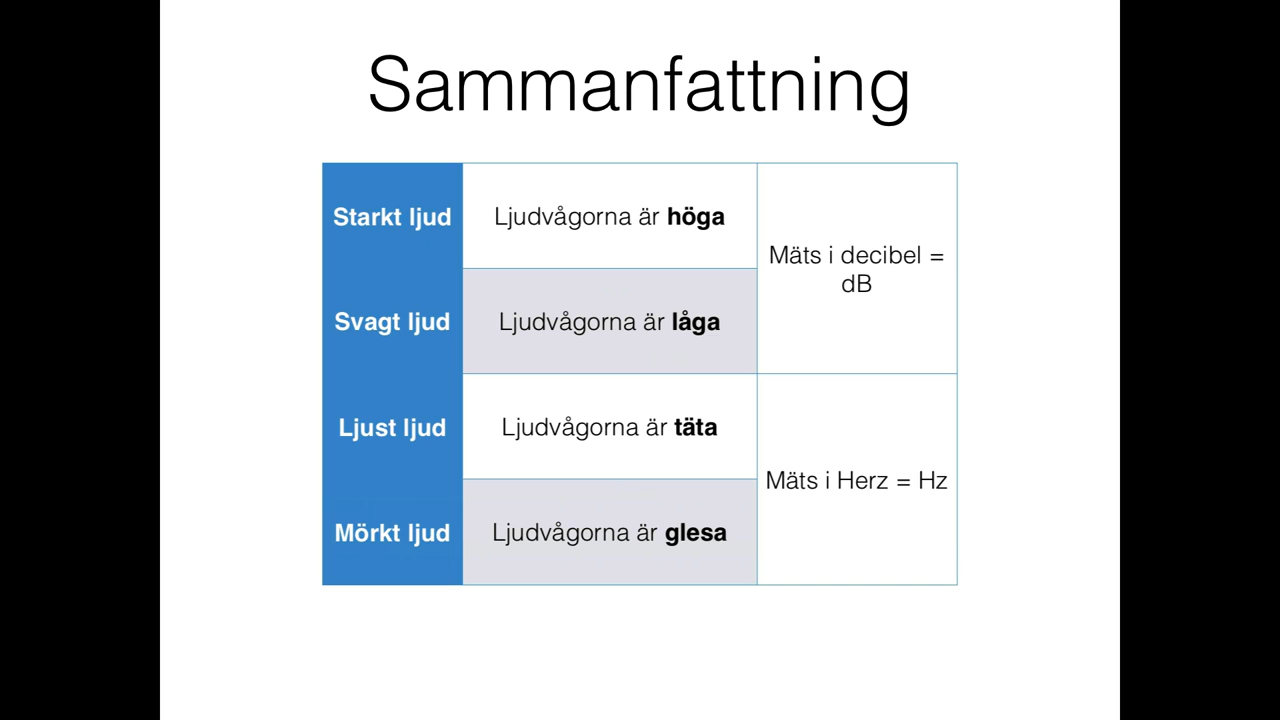 Sammanfattning
Starkt ljud
Ljudvågorna är höga
Mäts i decibel =
dB
Svagt ljud
Ljudvågorna är låga
Ljust ljud
Ljudvågorna är täta
Mäts i Herz = Hz
Mörkt ljud
Ljudvågorna är glesa